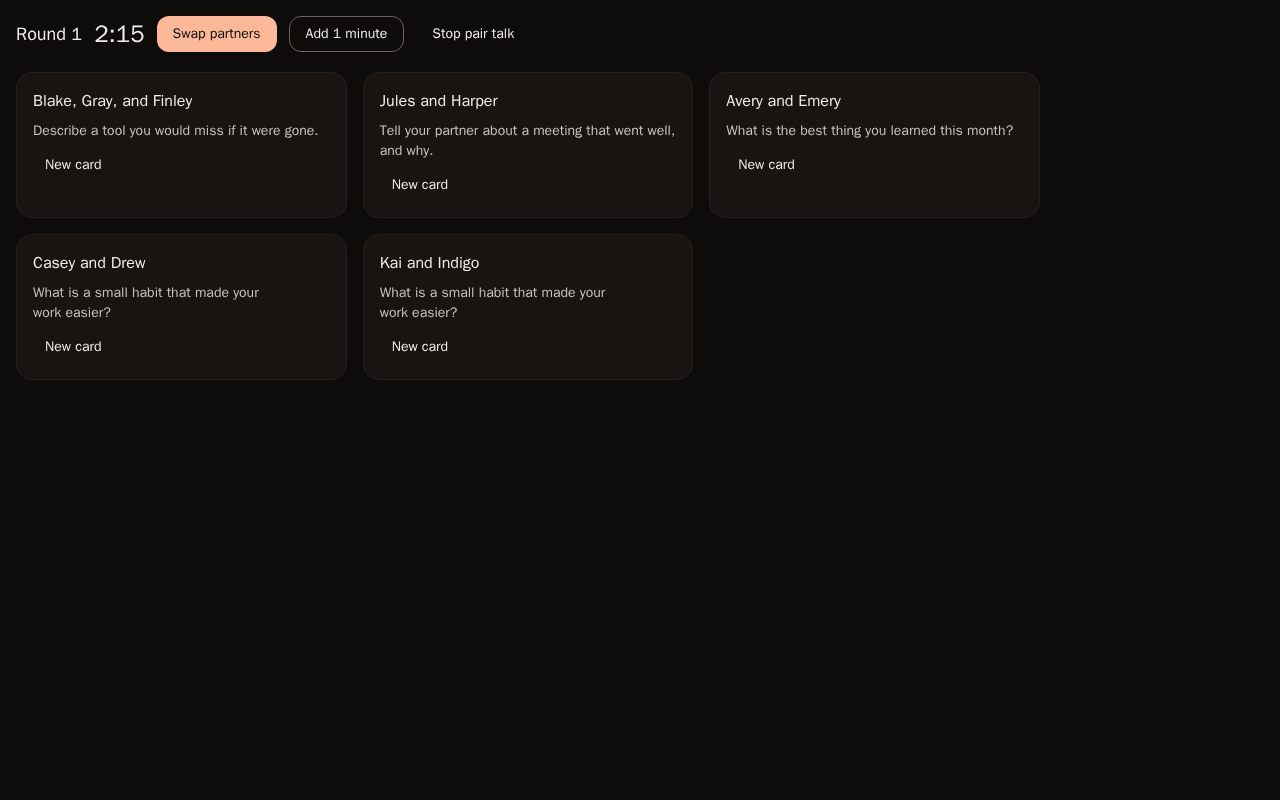 Round 1 2:15 Swap partners Add 1 minute Stop pair talk
Blake, Gray, and Finley
Describe a tool you would miss if it were gone.
New card
Jules and Harper
Tell your partner about a meeting that went well,
and why.
New card
Avery and Emery
What is the best thing you learned this month?
New card
Casey and Drew
What is a small habit that made your
work easier?
New card
Kai and Indigo
What is a small habit that made your
work easier?
New card